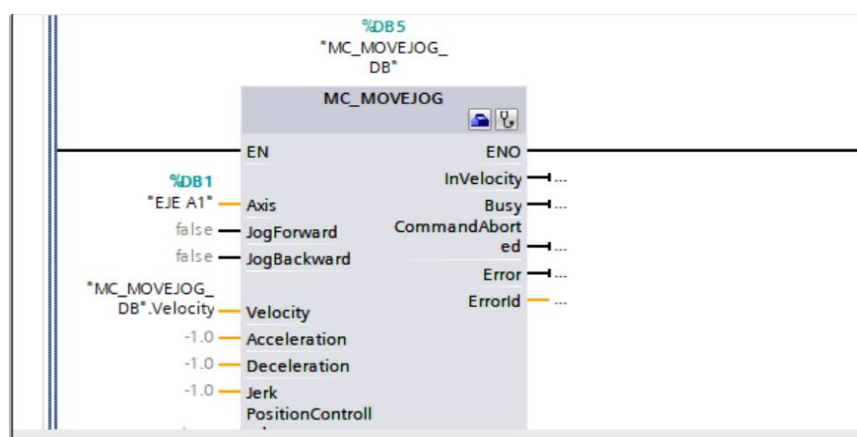 %DB5
"MC_MOVEJOG_
DB"
MC_MOVEJOG
EN ENO
%DB1
"EJE A1" Axis
InVelocity ...
Busy ...
false JogForward
CommandAbort
ed ...
false JogBackward
Error ...
"MC_MOVEJOG_
DB".Velocity Velocity
ErrorId ...
-1.0 Acceleration
-1.0 Deceleration
-1.0 Jerk
PositionControll